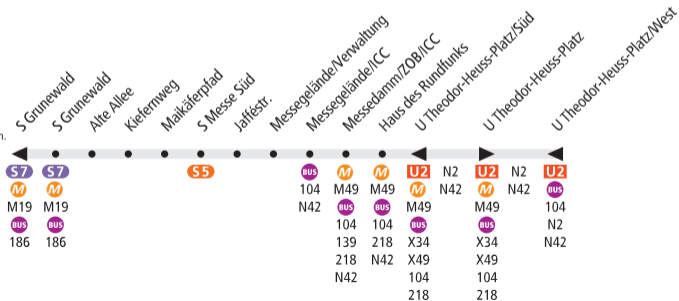 S Grunewald
S Grunewald
Alte Allee
Kiefernweg
Maikäferpfad
S Messe Süd
Jafféstr.
Messegelände/Verwaltung
Messegelände/ICC
Messedamm/ZOB/ICC
Haus des Rundfunks
U Theodor-Heuss-Platz/Süd
U Theodor-Heuss-Platz
U Theodor-Heuss-Platz/West
n.
S7 S7 S5 BUS M M U2 N2 U2 N2 U2
M M 104 M49 M49 M N42 M N42 BUS
M19 M19 N42 BUS BUS M49 M49 104
BUS BUS 104 104 BUS BUS N2
186 186 139 218 X34 X34 N42
218 N42 X49 X49
N42 104 104
218 218